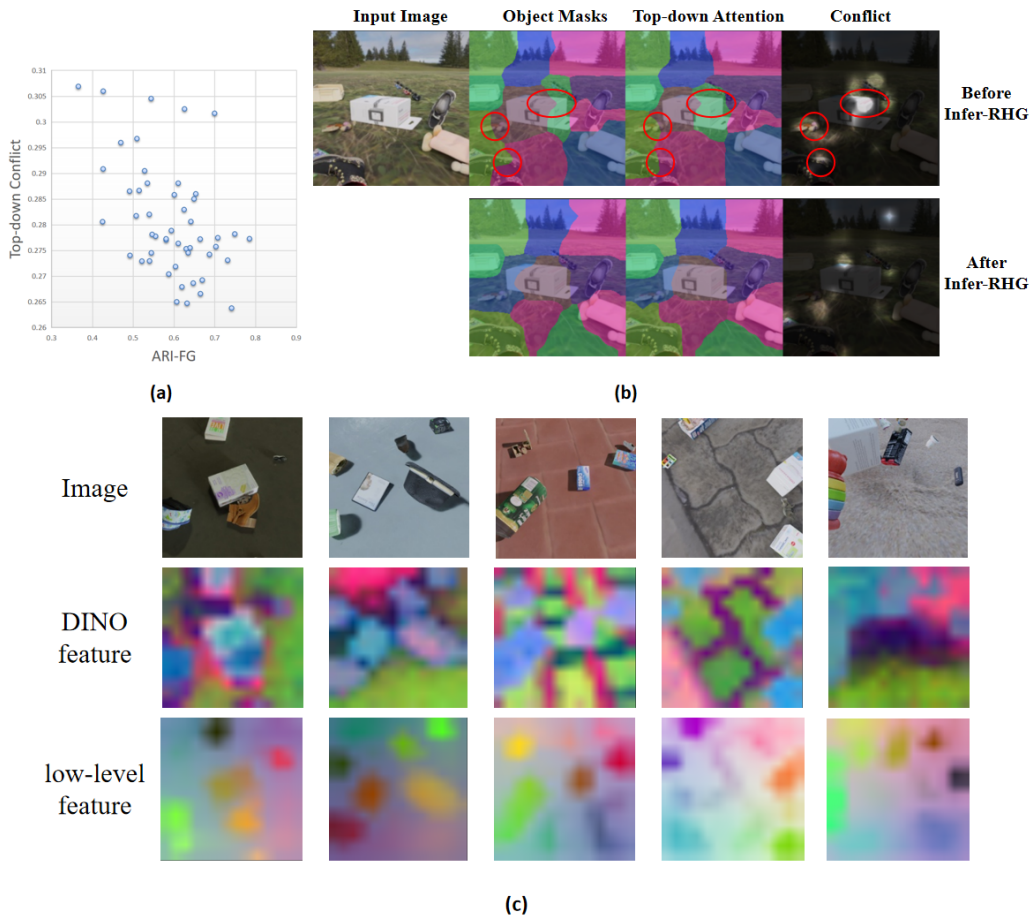 Input Image
Object Masks
Top-down Attention
Conflict
Before
Infer-RHG
After
Infer-RHG
Top-down Conflict
0.31
0.305
0.3
0.295
0.29
0.285
0.28
0.275
0.27
0.265
0.26
0.3
0.4
0.5
0.6
0.7
0.8
0.9
ARI-FG
(a)
(b)
Image
DINO
feature
low-level
feature
(c)